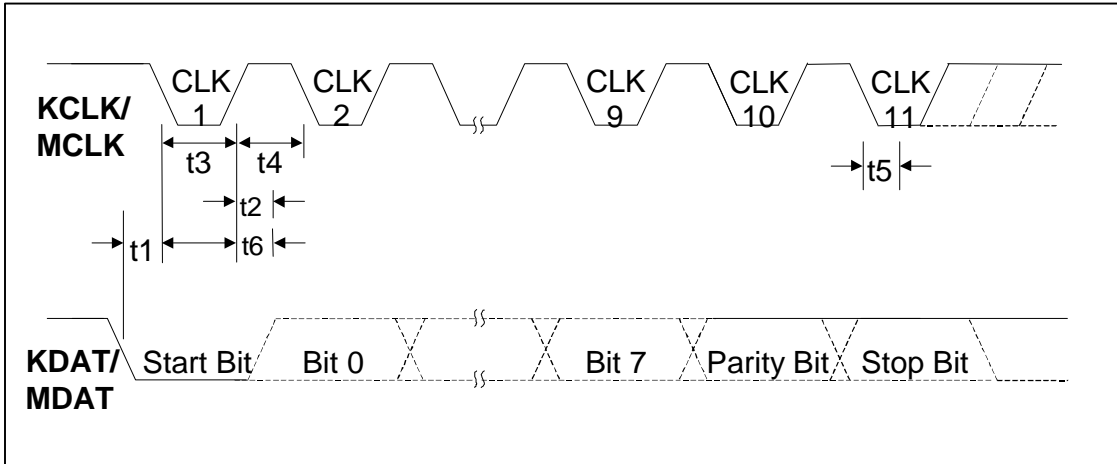 KCLK/
MCLK
CLK
1
CLK
2
CLK
9
CLK
10
CLK
11
t3
t4
t5
t2
t1
t6
KDAT/
MDAT
Start Bit
Bit 0
Bit 7
Parity Bit
Stop Bit